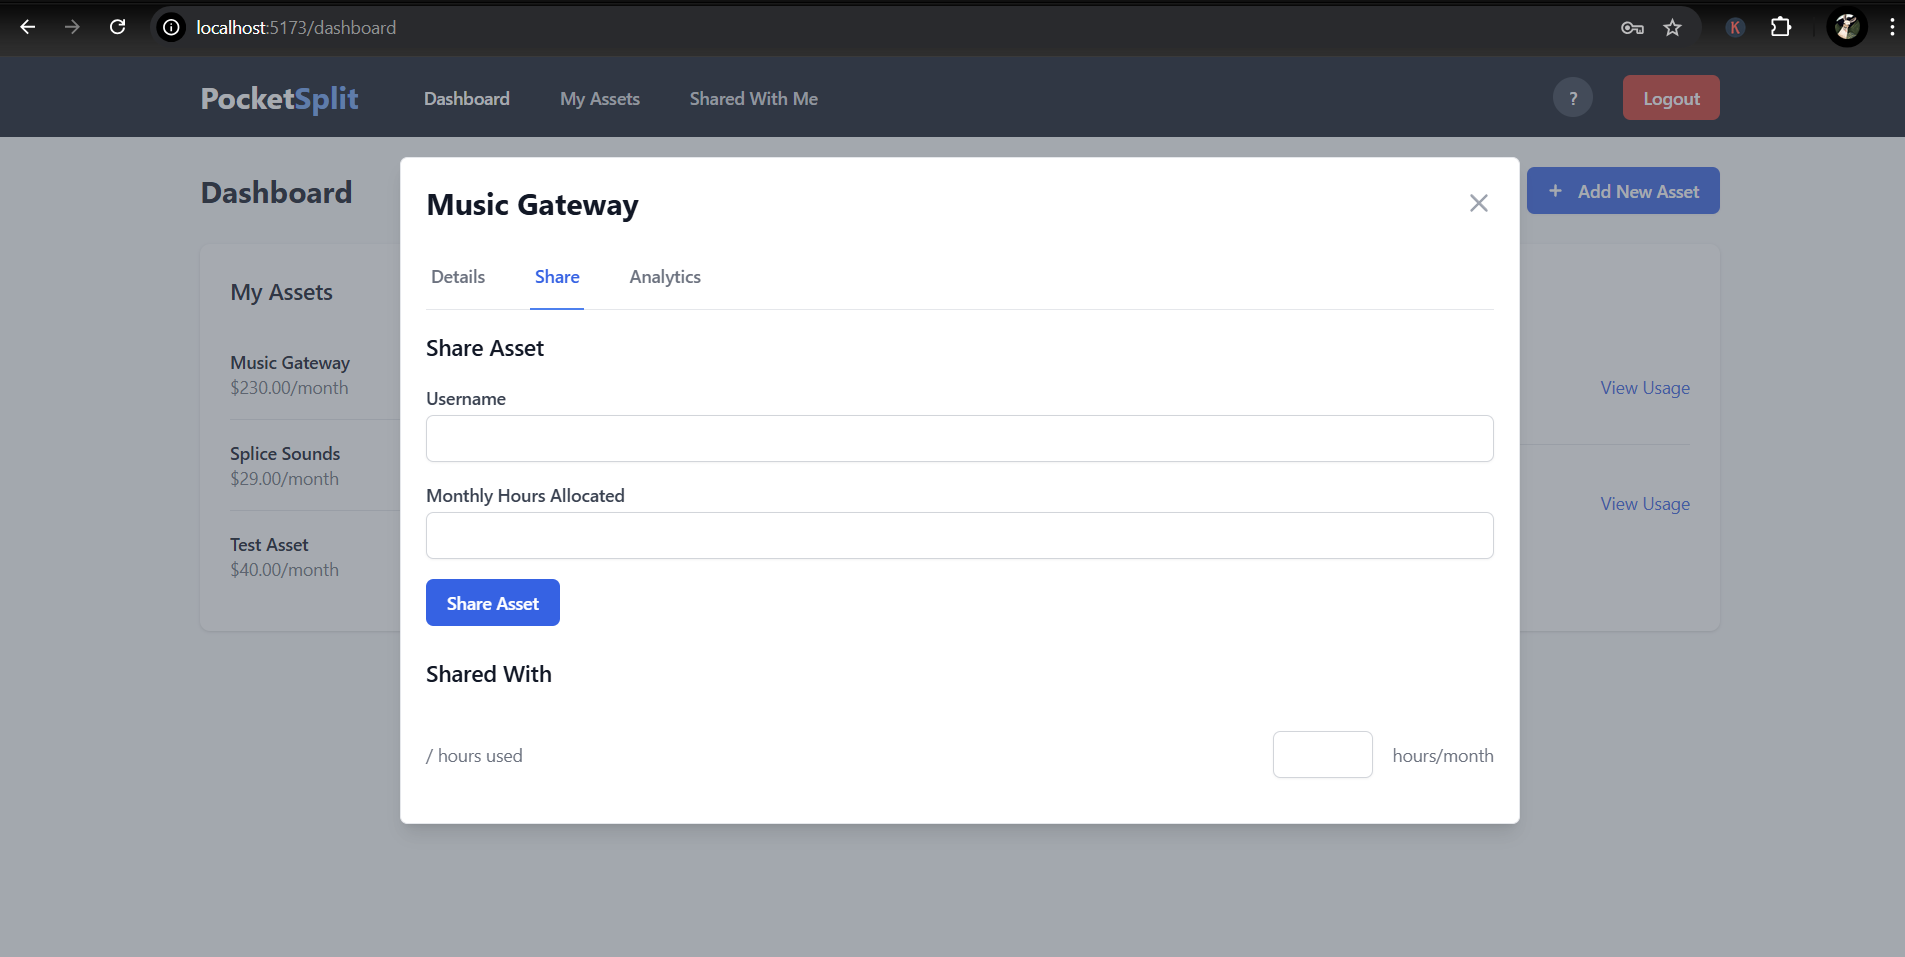 localhost:5173/dashboard
K
PocketSplit
Dashboard
My Assets
Shared With Me
?
Logout
Dashboard
+ Add New Asset
My Assets
Music Gateway
$230.00/month
Splice Sounds
$29.00/month
Test Asset
$40.00/month
View Usage
View Usage
Music Gateway
Details
Share
Analytics
Share Asset
Username
Monthly Hours Allocated
Share Asset
Shared With
/ hours used
hours/month